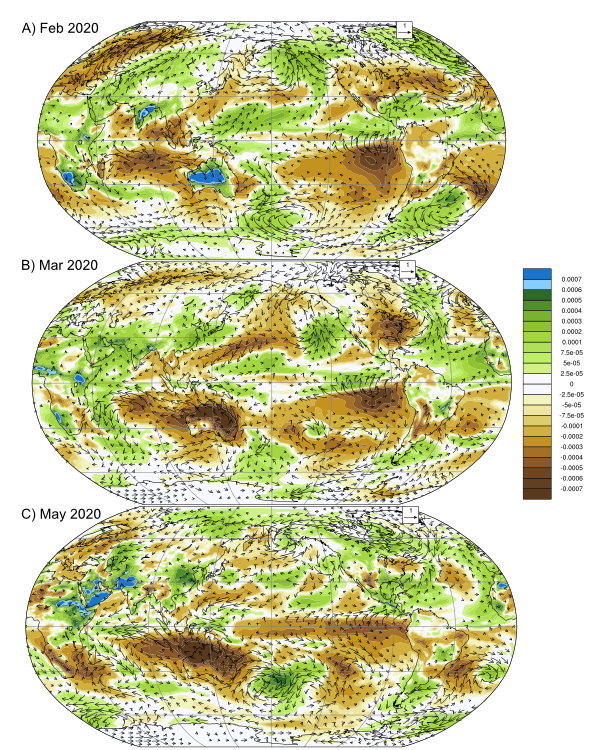 A) Feb 2020
1
B) Mar 2020
1
0.0007
0.0006
0.0005
0.0004
0.0003
0.0002
0.0001
7.5e-05
5e-05
2.5e-05
0
-2.5e-05
-5e-05
-7.5e-05
-0.0001
-0.0002
-0.0003
-0.0004
-0.0005
-0.0006
-0.0007
C) May 2020
1